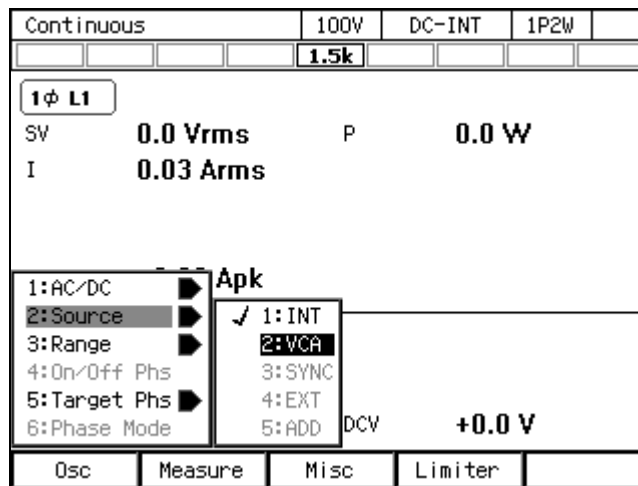 Continuous 100V DC-INT 1P2W
1.5k
1ϕ L1
SV 0.0 Vrms P 0.0 W
I 0.03 Arms
Apk
1:AC/DC
2:Source
3:Range
4:On/Off Phs
5:Target Phs
6:Phase Mode
✓ 1:INT
2:VCA
3:SYNC
4:EXT
5:ADD
DCV +0.0 V
Osc Measure Misc Limiter